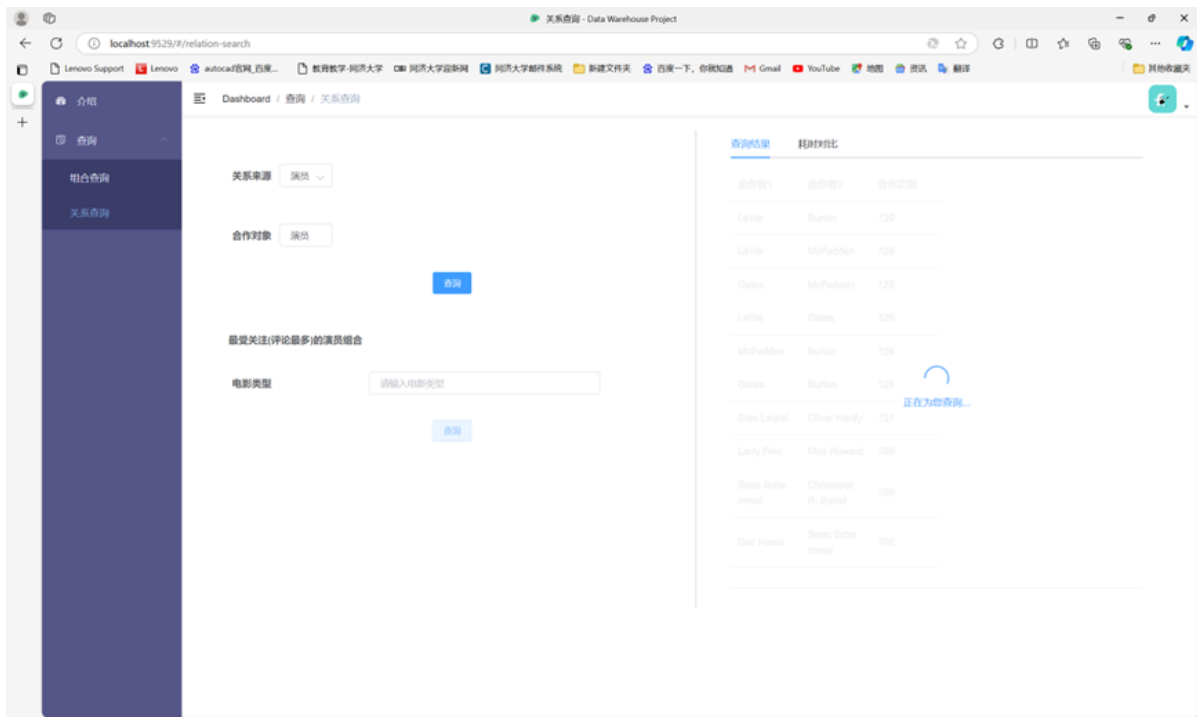 关系查询 - Data Warehouse Project
localhost:9529/#/relation-search
Lenovo Support Lenovo autocad官网_百度... 教育教学-同济大学 同济大学迎新网 同济大学邮件系统 新建文件夹 百度一下，你就知道 Gmail YouTube 地图 资讯 翻译 其他收藏夹
介绍
查询
组合查询
关系查询
Dashboard / 查询 / 关系查询
关系来源 演员
合作对象 演员
查询
最受关注(评论最多)的演员组合
电影类型 请输入电影类型
查询
查询结果 耗时对比
合作者1 合作者2 合作次数
LeVar Burton 128
LeVar McFadden 128
Gates McFadden 128
LeVar Gates 128
McFadden Burton 128
Gates Burton 128
正在为您查询...
Stan Laurel Oliver Hardy 121
Larry Fine Moe Howard 109
Sean Sche
mmel
R. Sabat
103
Dan Harris
Sean Sche
mmel
102